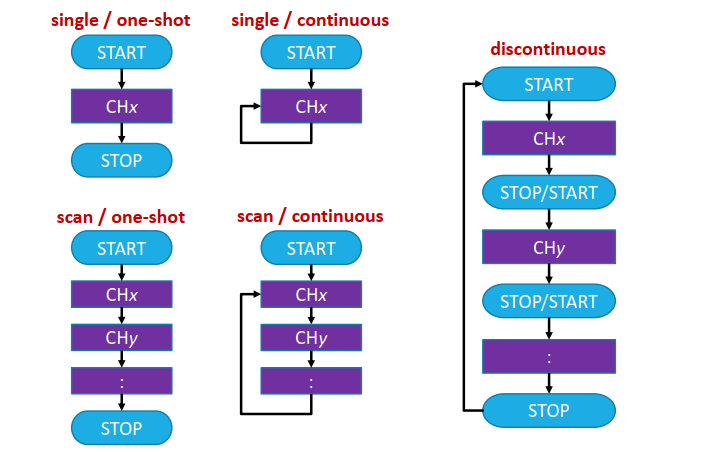 single / one-shot
START
CHx
STOP
single / continuous
START
CHx
scan / one-shot
START
CHx
CHy
:
STOP
scan / continuous
START
CHx
CHy
:
discontinuous
START
CHx
STOP/START
CHy
STOP/START
:
STOP